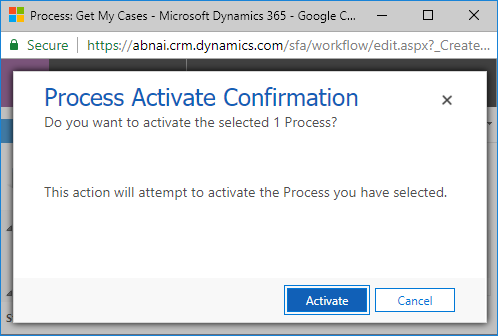 Process: Get My Cases - Microsoft Dynamics 365 - Google C...
Secure https://abnai.crm.dynamics.com/sfa/workflow/edit.aspx?_Create...
Process Activate Confirmation
Do you want to activate the selected 1 Process?
This action will attempt to activate the Process you have selected.
Activate Cancel